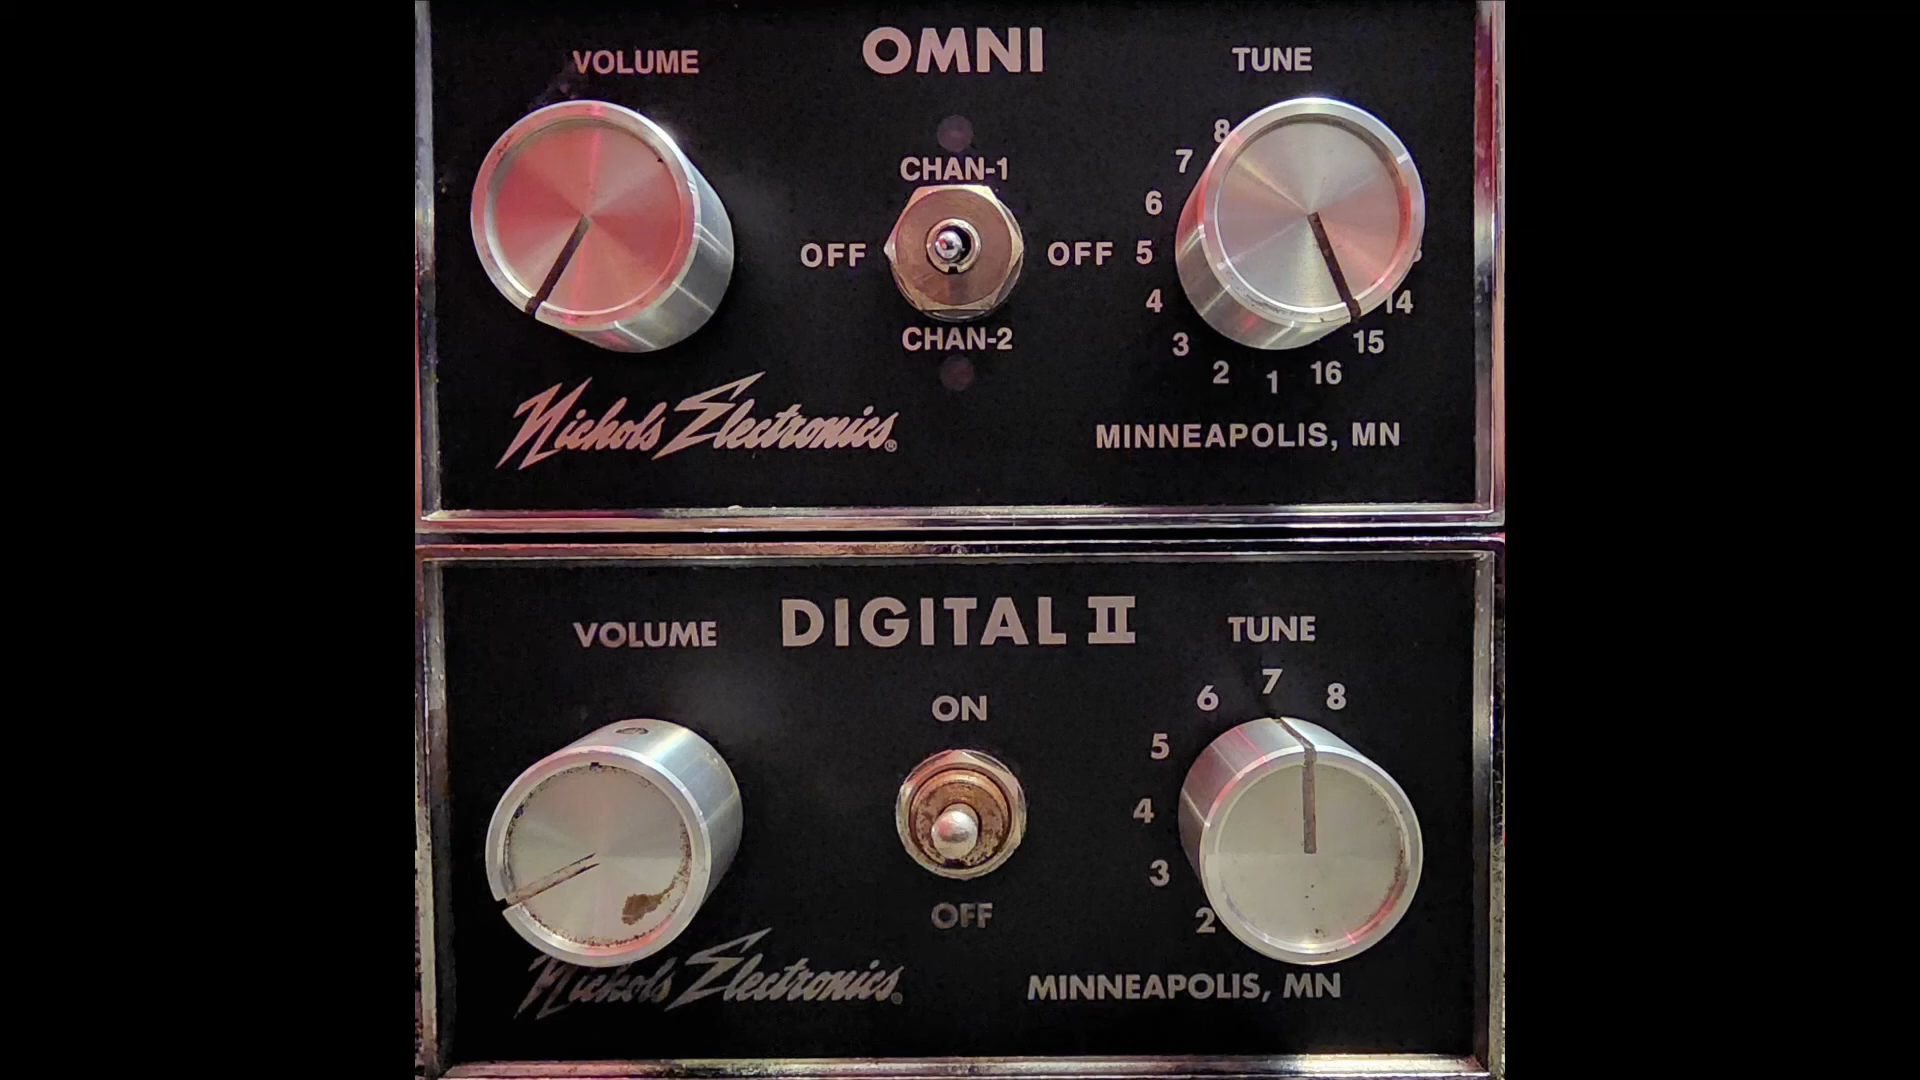 VOLUME
OMNI
TUNE
CHAN-1
OFF
OFF
CHAN-2
8
7
6
5
4
3
2
1
16
15
14
Nichols Electronics®
MINNEAPOLIS, MN
VOLUME
DIGITAL II
TUNE
ON
OFF
7
6
8
5
4
3
2
Nichols Electronics®
MINNEAPOLIS, MN